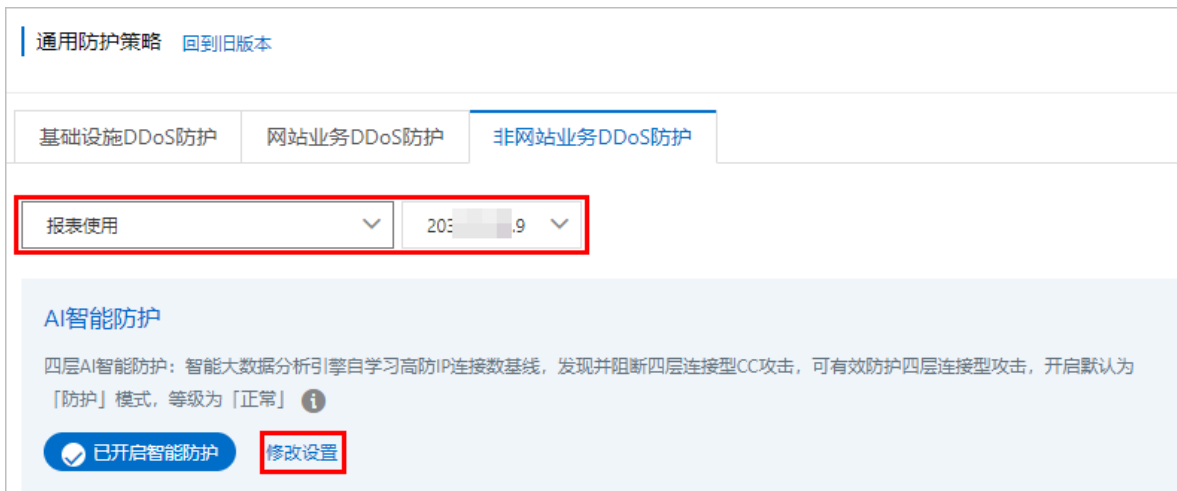 通用防护策略 回到旧版本
基础设施DDoS防护 网站业务DDoS防护 非网站业务DDoS防护
报表使用 203 .9
AI智能防护
四层AI智能防护：智能大数据分析引擎自学习高防IP连接数基线，发现并阻断四层连接型CC攻击，可有效防护四层连接型攻击，开启默认为
「防护」模式，等级为「正常」
已开启智能防护 修改设置